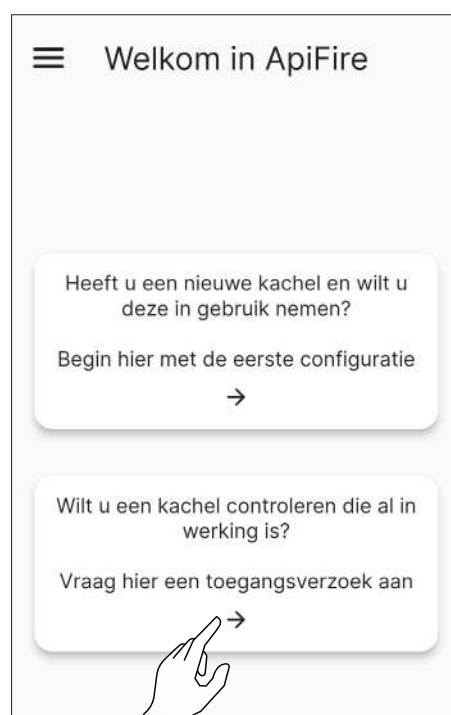 Welkom in ApiFire
Heeft u een nieuwe kachel en wilt u
deze in gebruik nemen?
Begin hier met de eerste configuratie
Wilt u een kachel controleren die al in
werking is?
Vraag hier een toegangsverzoek aan